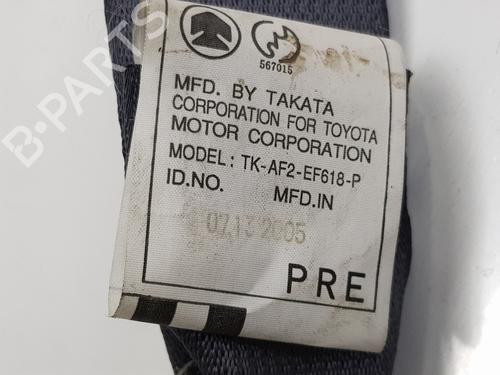 B-PARTS
567015
MFD. BY TAKATA
CORPORATION FOR TOYOTA
MOTOR CORPORATION
MODEL: TK-AF2-EF618-P
ID.NO. MFD.IN
07.13 2005
PRE